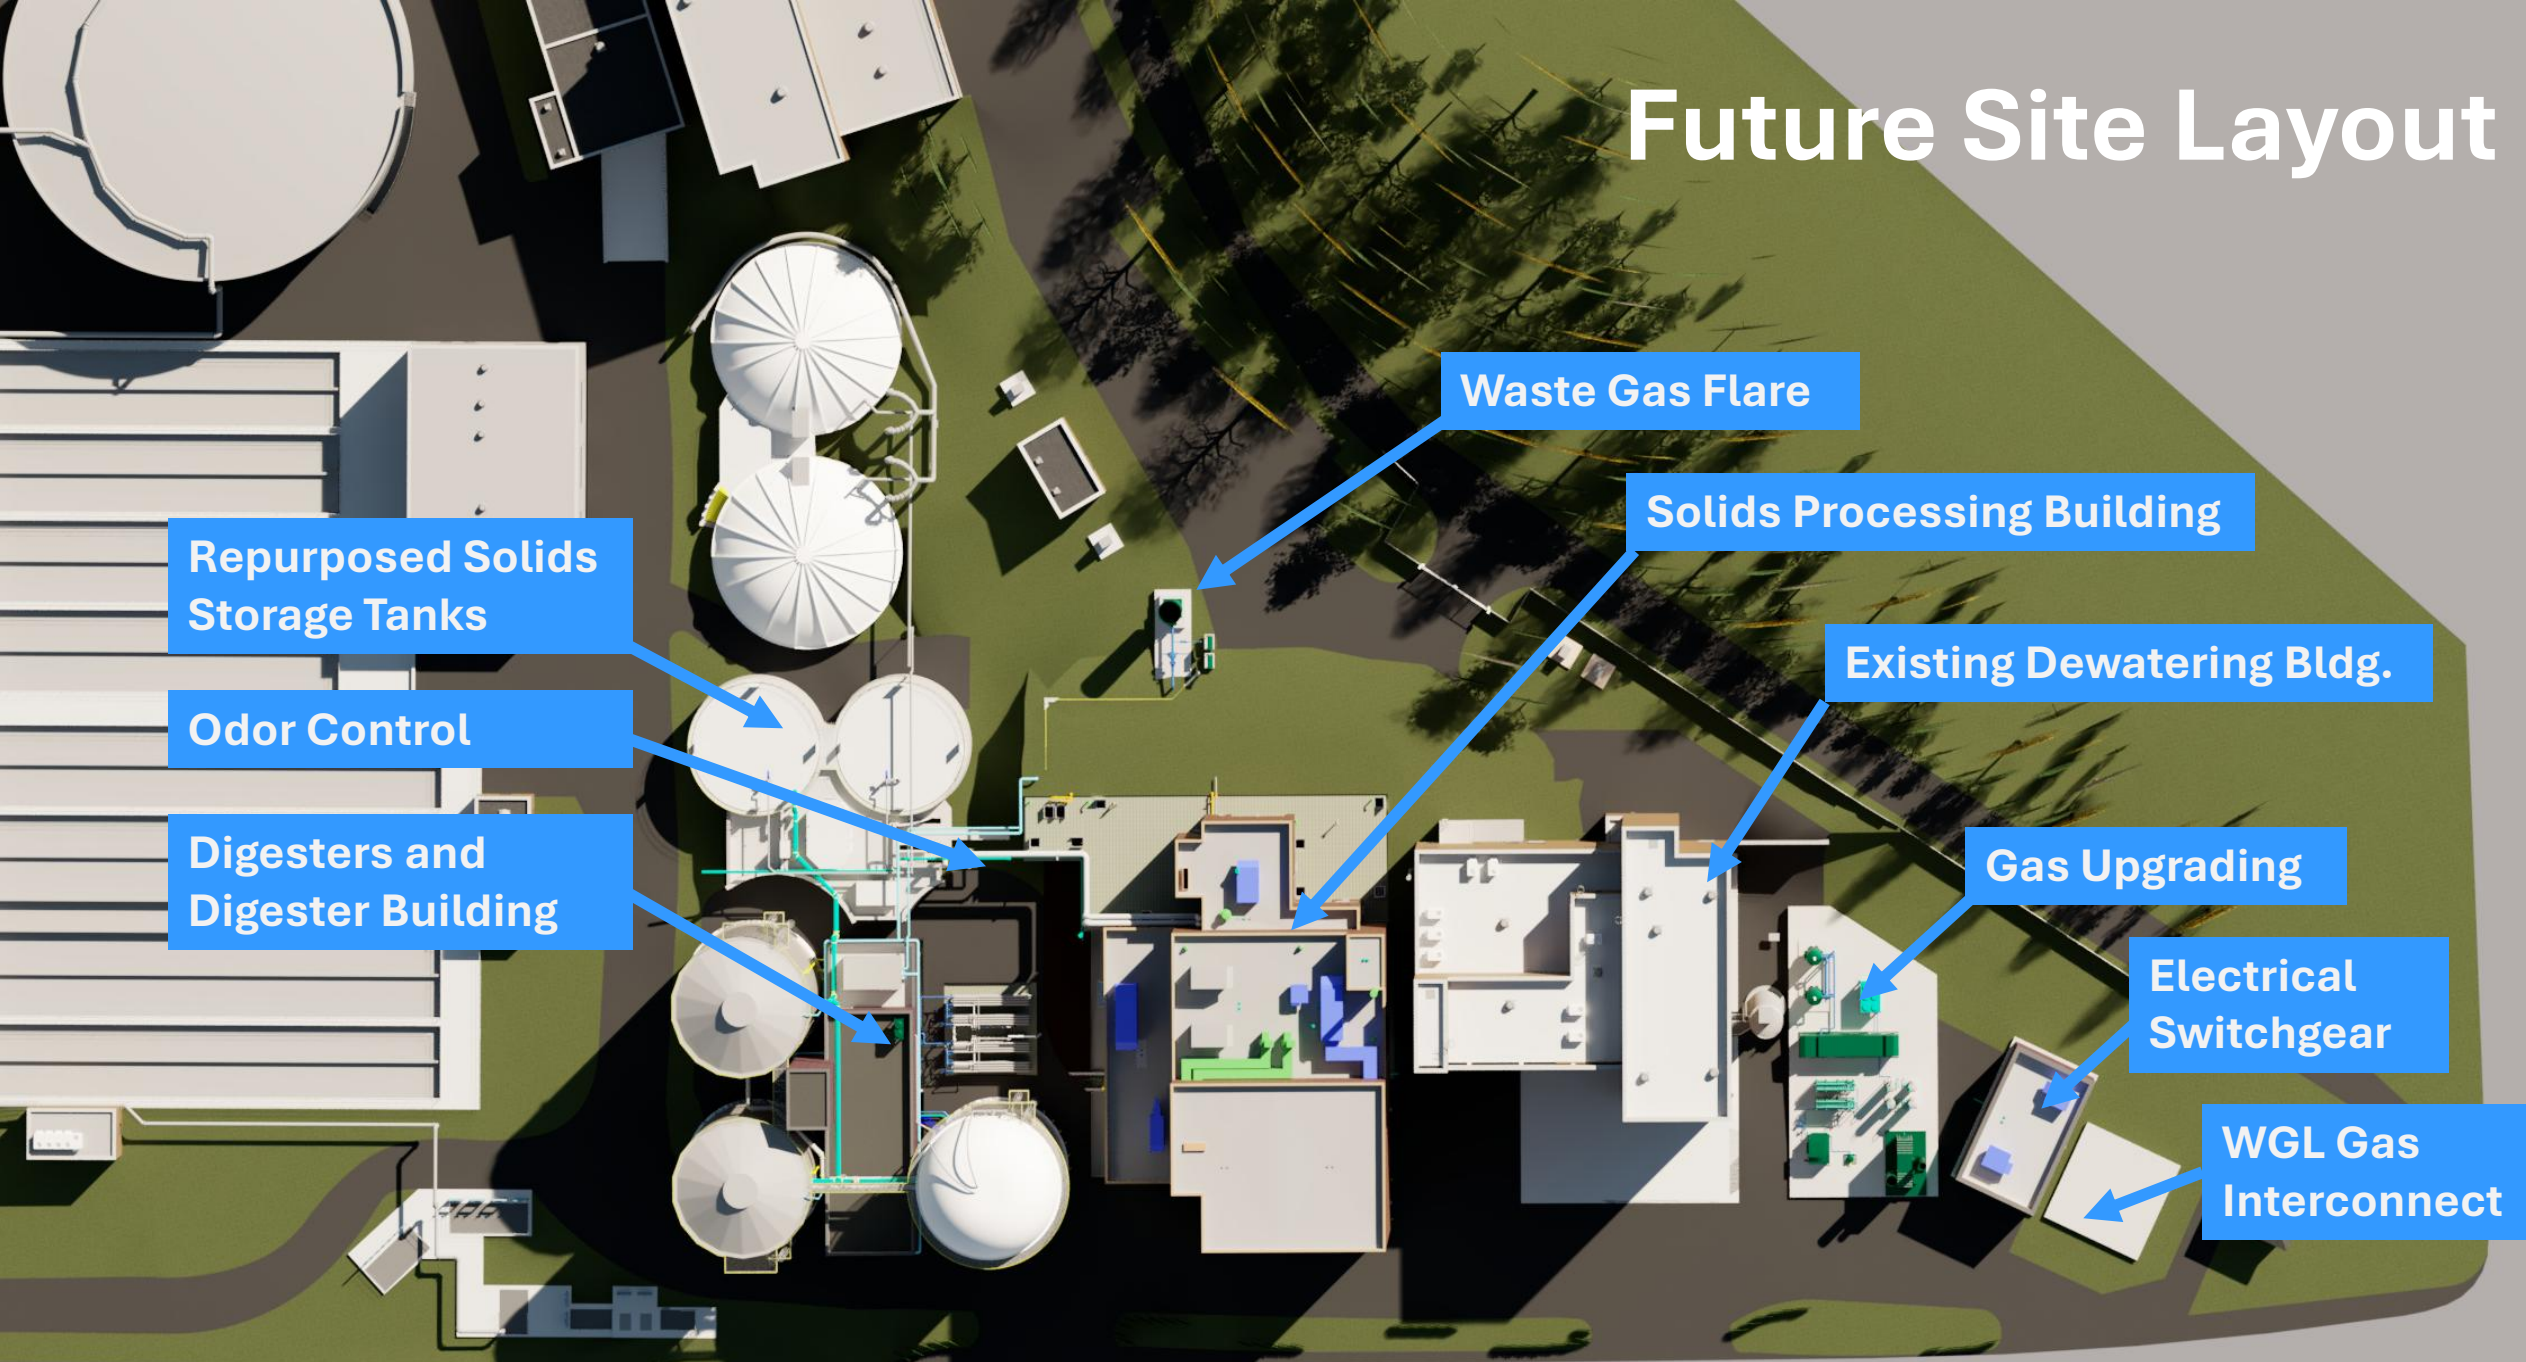 Future Site Layout
Waste Gas Flare
Solids Processing Building
Repurposed Solids
Storage Tanks
Existing Dewatering Bldg.
Odor Control
Digesters and
Digester Building
Gas Upgrading
Electrical
Switchgear
WGL Gas
Interconnect